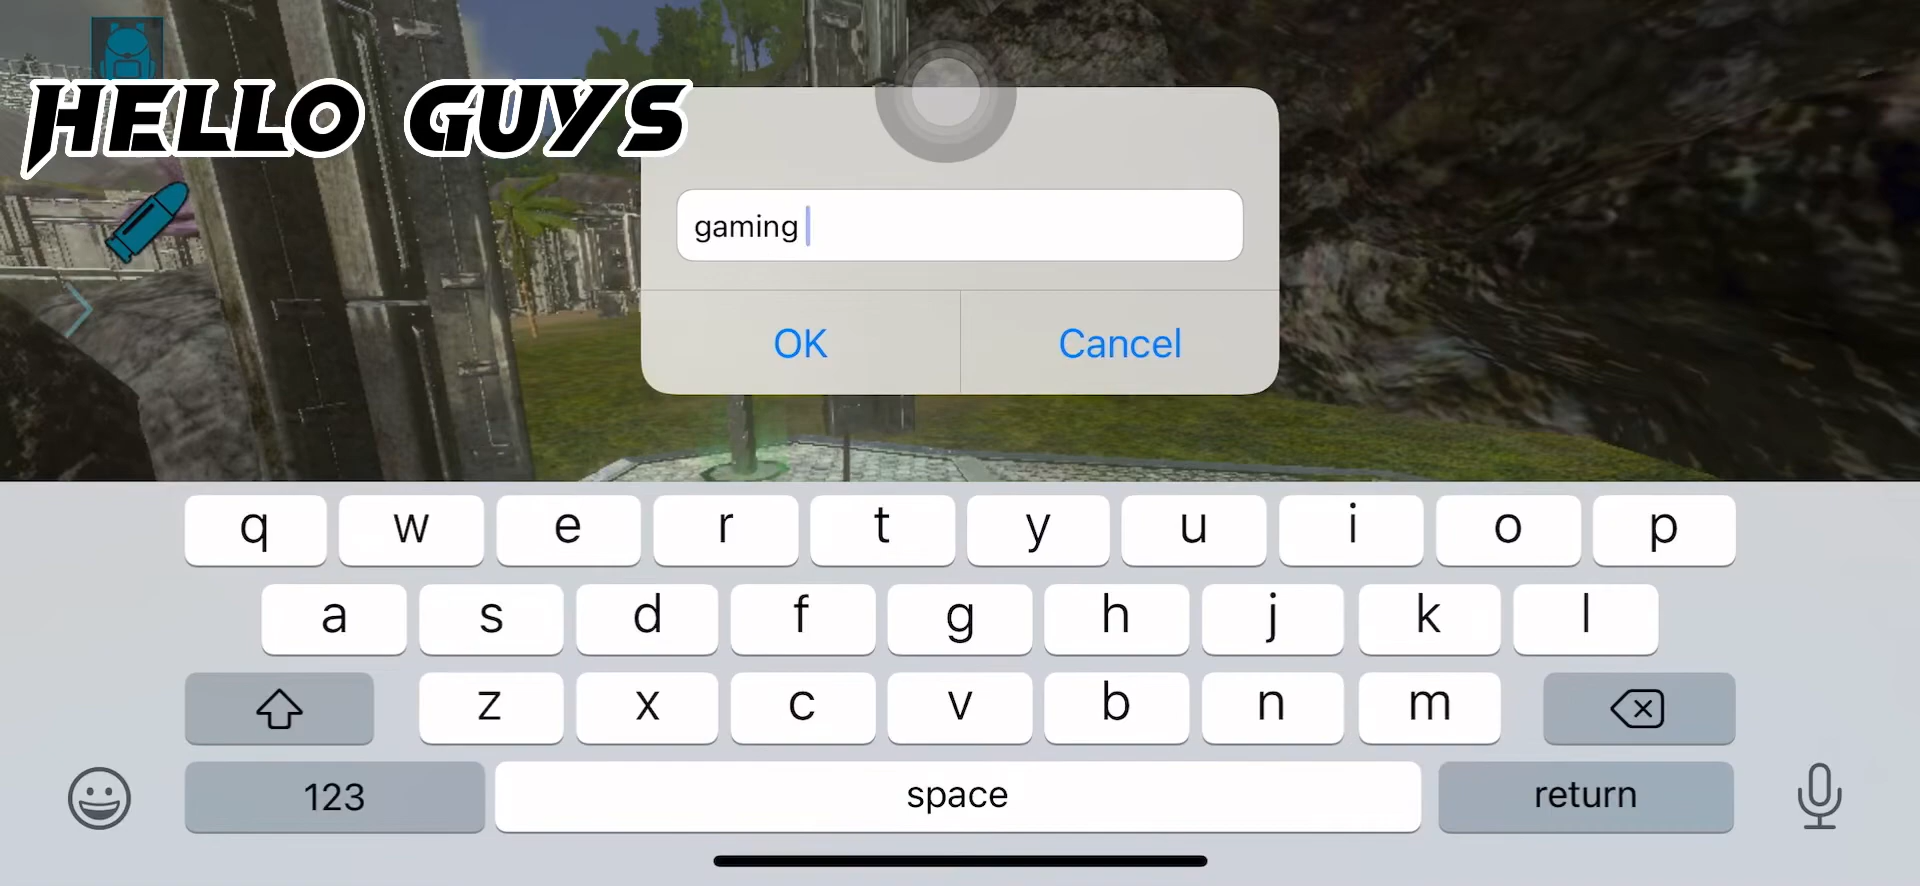 HELLO GUYS
gaming
OK Cancel
q w e r t y u i o p
a s d f g h j k l
z x c v b n m
123 space return